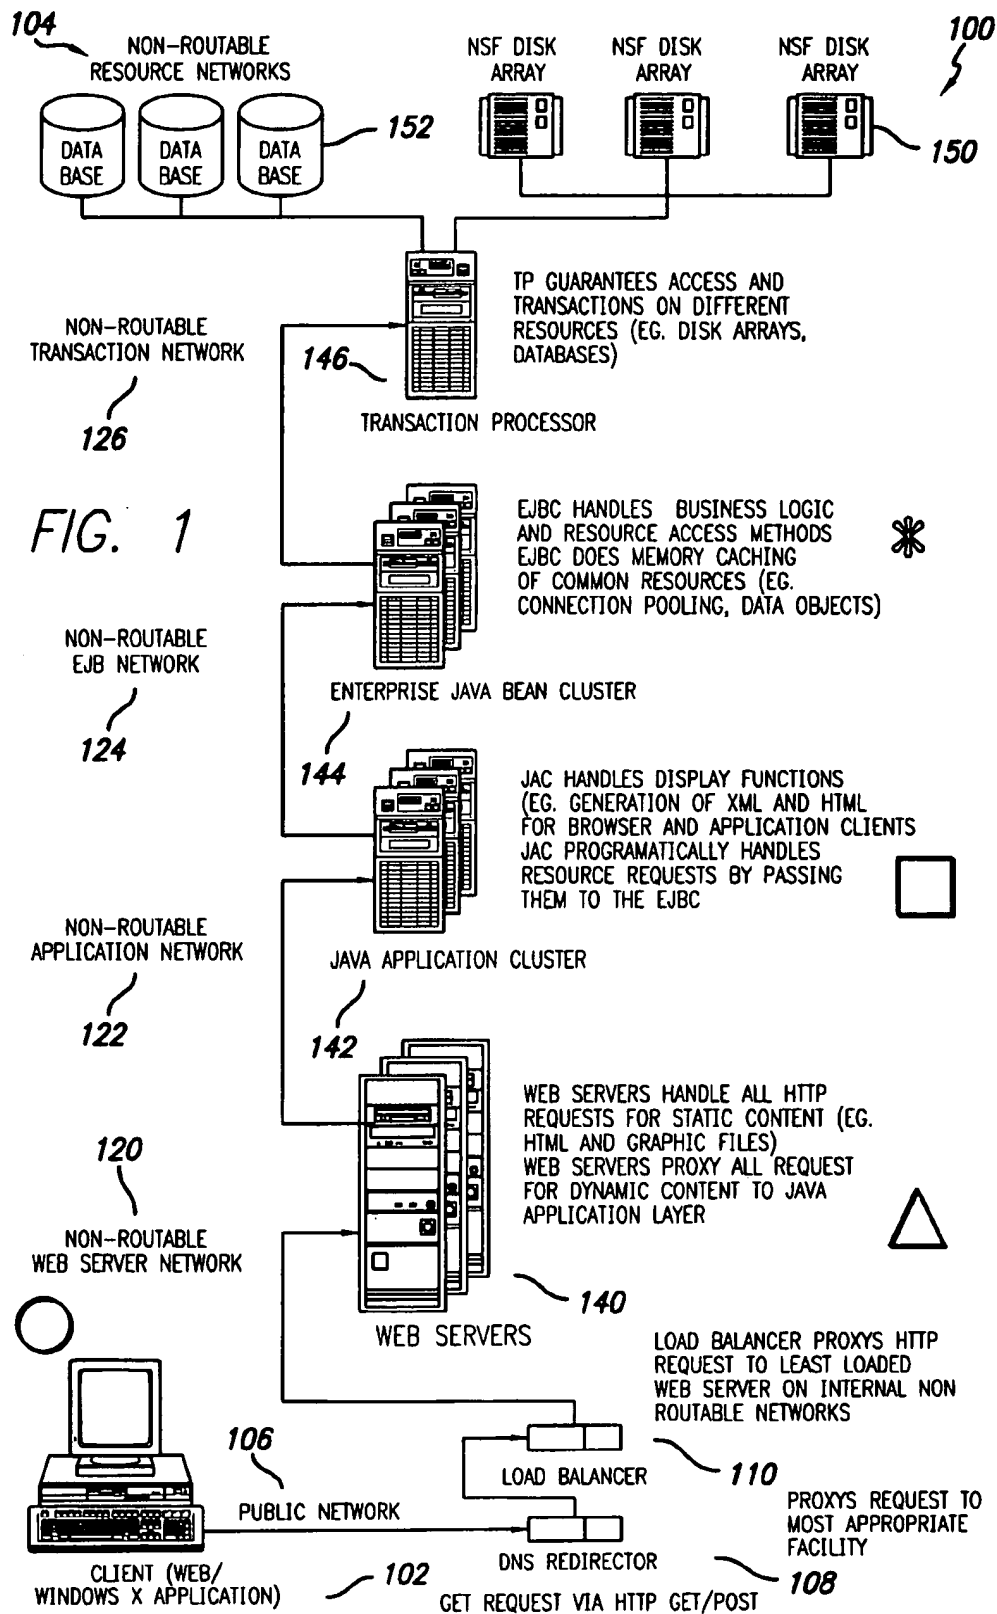 104
NON-ROUTABLE
RESOURCE NETWORKS
NSF DISK
ARRAY
NSF DISK
ARRAY
NSF DISK
ARRAY
100
DATA
BASE
DATA
BASE
DATA
BASE
152
150
NON-ROUTABLE
TRANSACTION NETWORK
126
146
TP GUARANTEES ACCESS AND
TRANSACTIONS ON DIFFERENT
RESOURCES (EG. DISK ARRAYS,
DATABASES)
TRANSACTION PROCESSOR
FIG. 1
EJBC HANDLES BUSINESS LOGIC
AND RESOURCE ACCESS METHODS
EJBC DOES MEMORY CACHING
OF COMMON RESOURCES (EG.
CONNECTION POOLING, DATA OBJECTS)
NON-ROUTABLE
EJB NETWORK
124
ENTERPRISE JAVA BEAN CLUSTER
144
JAC HANDLES DISPLAY FUNCTIONS
(EG. GENERATION OF XML AND HTML
FOR BROWSER AND APPLICATION CLIENTS
JAC PROGRAMATICALLY HANDLES
RESOURCE REQUESTS BY PASSING
THEM TO THE EJBC
NON-ROUTABLE
APPLICATION NETWORK
122
JAVA APPLICATION CLUSTER
142
WEB SERVERS HANDLE ALL HTTP
REQUESTS FOR STATIC CONTENT (EG.
HTML AND GRAPHIC FILES)
WEB SERVERS PROXY ALL REQUEST
FOR DYNAMIC CONTENT TO JAVA
APPLICATION LAYER
120
NON-ROUTABLE
WEB SERVER NETWORK
140
WEB SERVERS
LOAD BALANCER PROXYS HTTP
REQUEST TO LEAST LOADED
WEB SERVER ON INTERNAL NON
ROUTABLE NETWORKS
106
PUBLIC NETWORK
LOAD BALANCER
110
PROXYS REQUEST TO
MOST APPROPRIATE
FACILITY
DNS REDIRECTOR
108
CLIENT (WEB/
WINDOWS X APPLICATION)
102
GET REQUEST VIA HTTP GET/POST